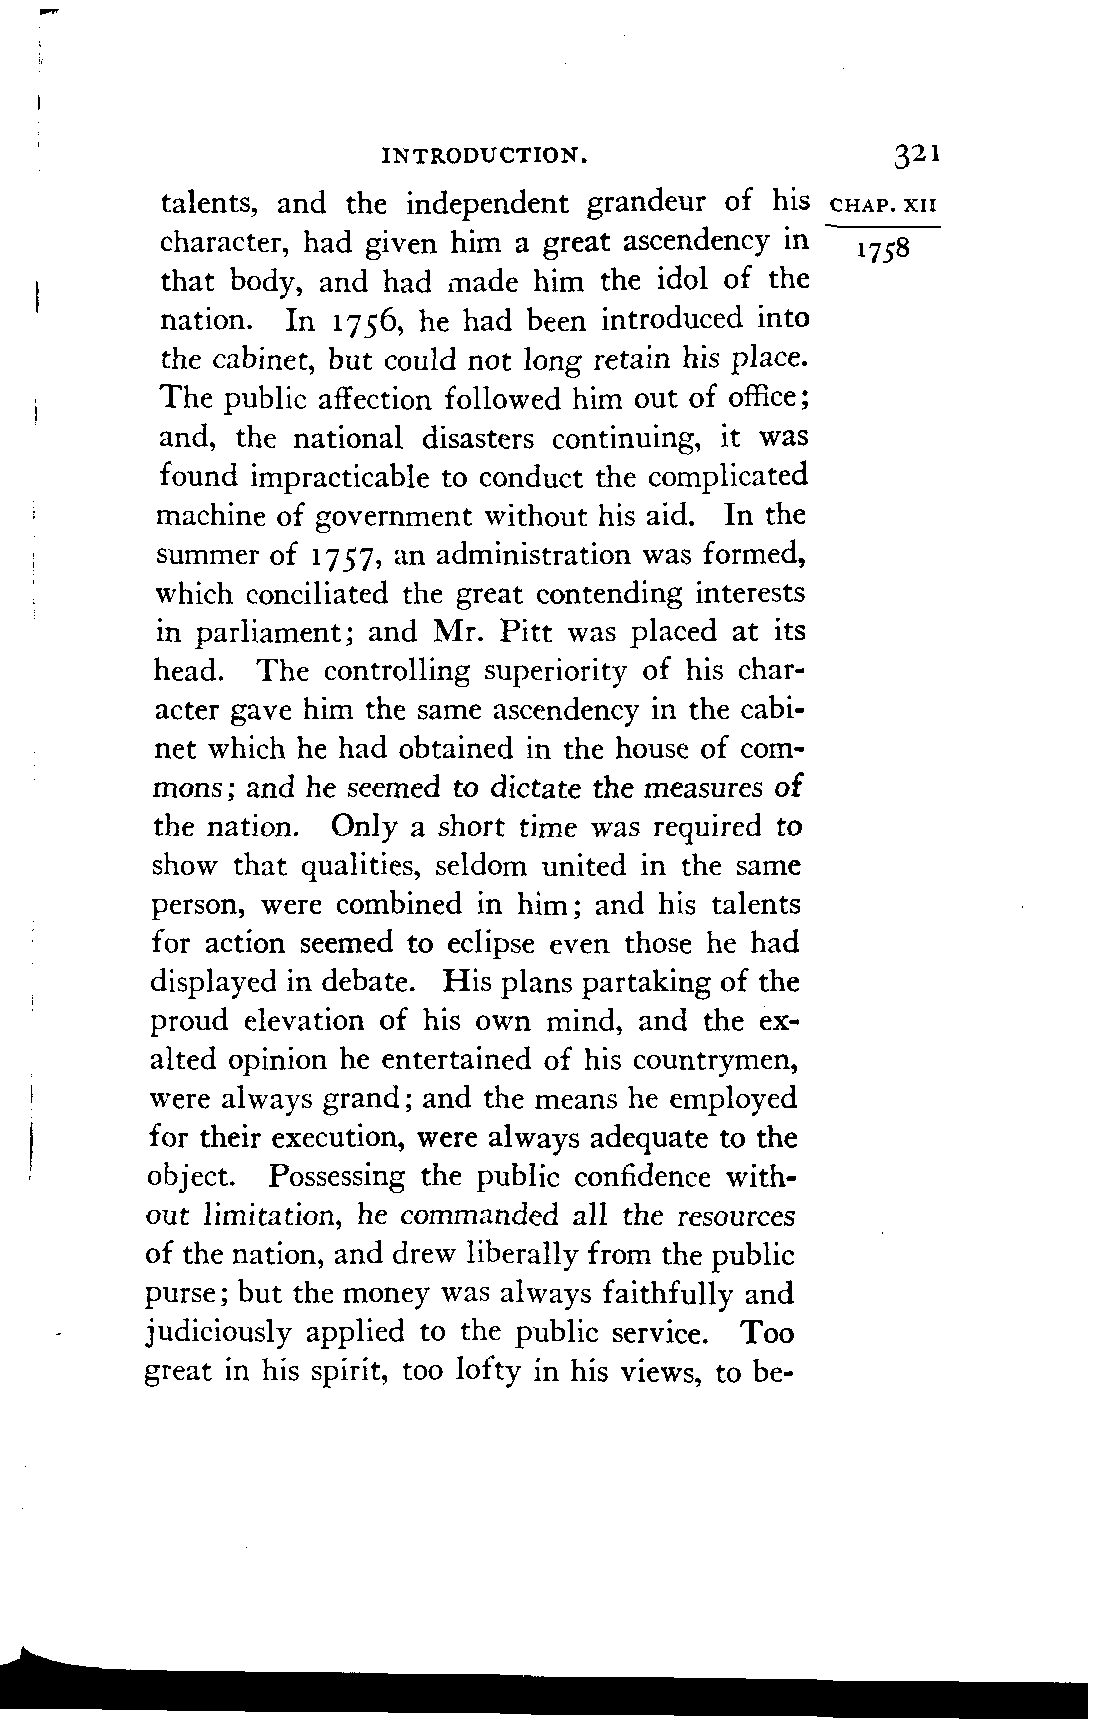 INTRODUCTION. 321
talents, and the independent grandeur of his CHAP. XII
character, had given him a great ascendency in 1758
that body, and had made him the idol of the
nation. In 1756, he had been introduced into
the cabinet, but could not long retain his place.
The public affection followed him out of office;
and, the national disasters continuing, it was
found impracticable to conduct the complicated
machine of government without his aid. In the
summer of 1757, an administration was formed,
which conciliated the great contending interests
in parliament; and Mr. Pitt was placed at its
head. The controlling superiority of his char-
acter gave him the same ascendency in the cabi-
net which he had obtained in the house of com-
mons; and he seemed to dictate the measures of
the nation. Only a short time was required to
show that qualities, seldom united in the same
person, were combined in him; and his talents
for action seemed to eclipse even those he had
displayed in debate. His plans partaking of the
proud elevation of his own mind, and the ex-
alted opinion he entertained of his countrymen,
were always grand; and the means he employed
for their execution, were always adequate to the
object. Possessing the public confidence with-
out limitation, he commanded all the resources
of the nation, and drew liberally from the public
purse; but the money was always faithfully and
judiciously applied to the public service. Too
great in his spirit, too lofty in his views, to be-